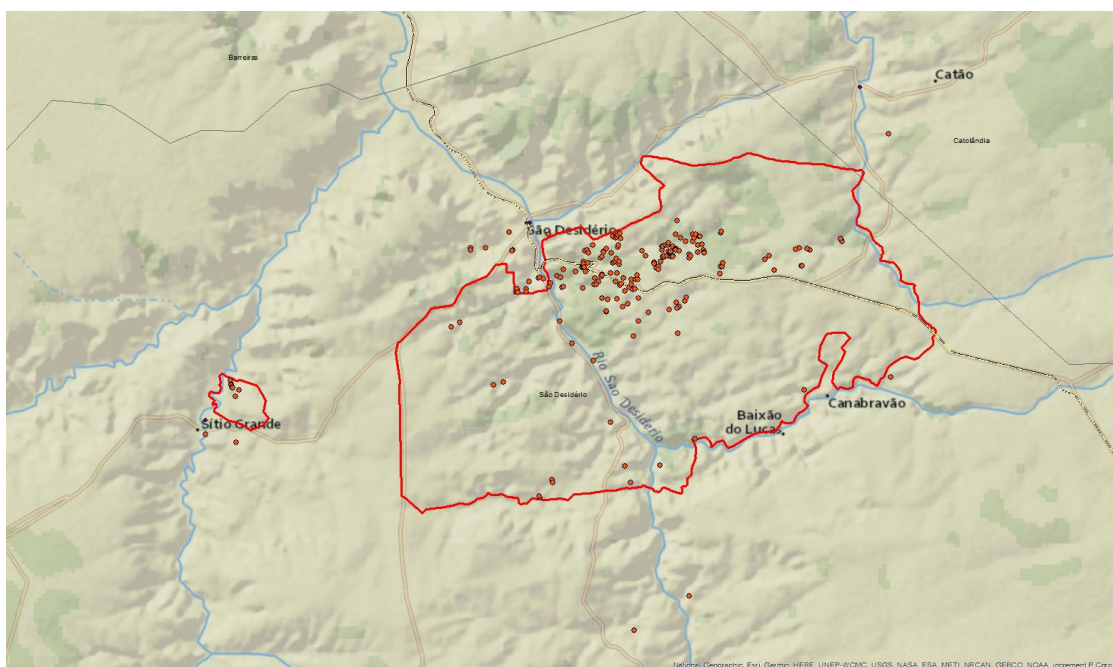 Barreiras
Catão
Catolândia
São Desidério
Rio São Desidério
São Desidério
Canabravão
Baixão
do Lucas
Sítio Grande
National Geographic, Esri, Garmin, HERE, UNEP-WCMC, USGS, NASA, ESA, METI, NRCAN, GEBCO, NOAA, increment P Corp.